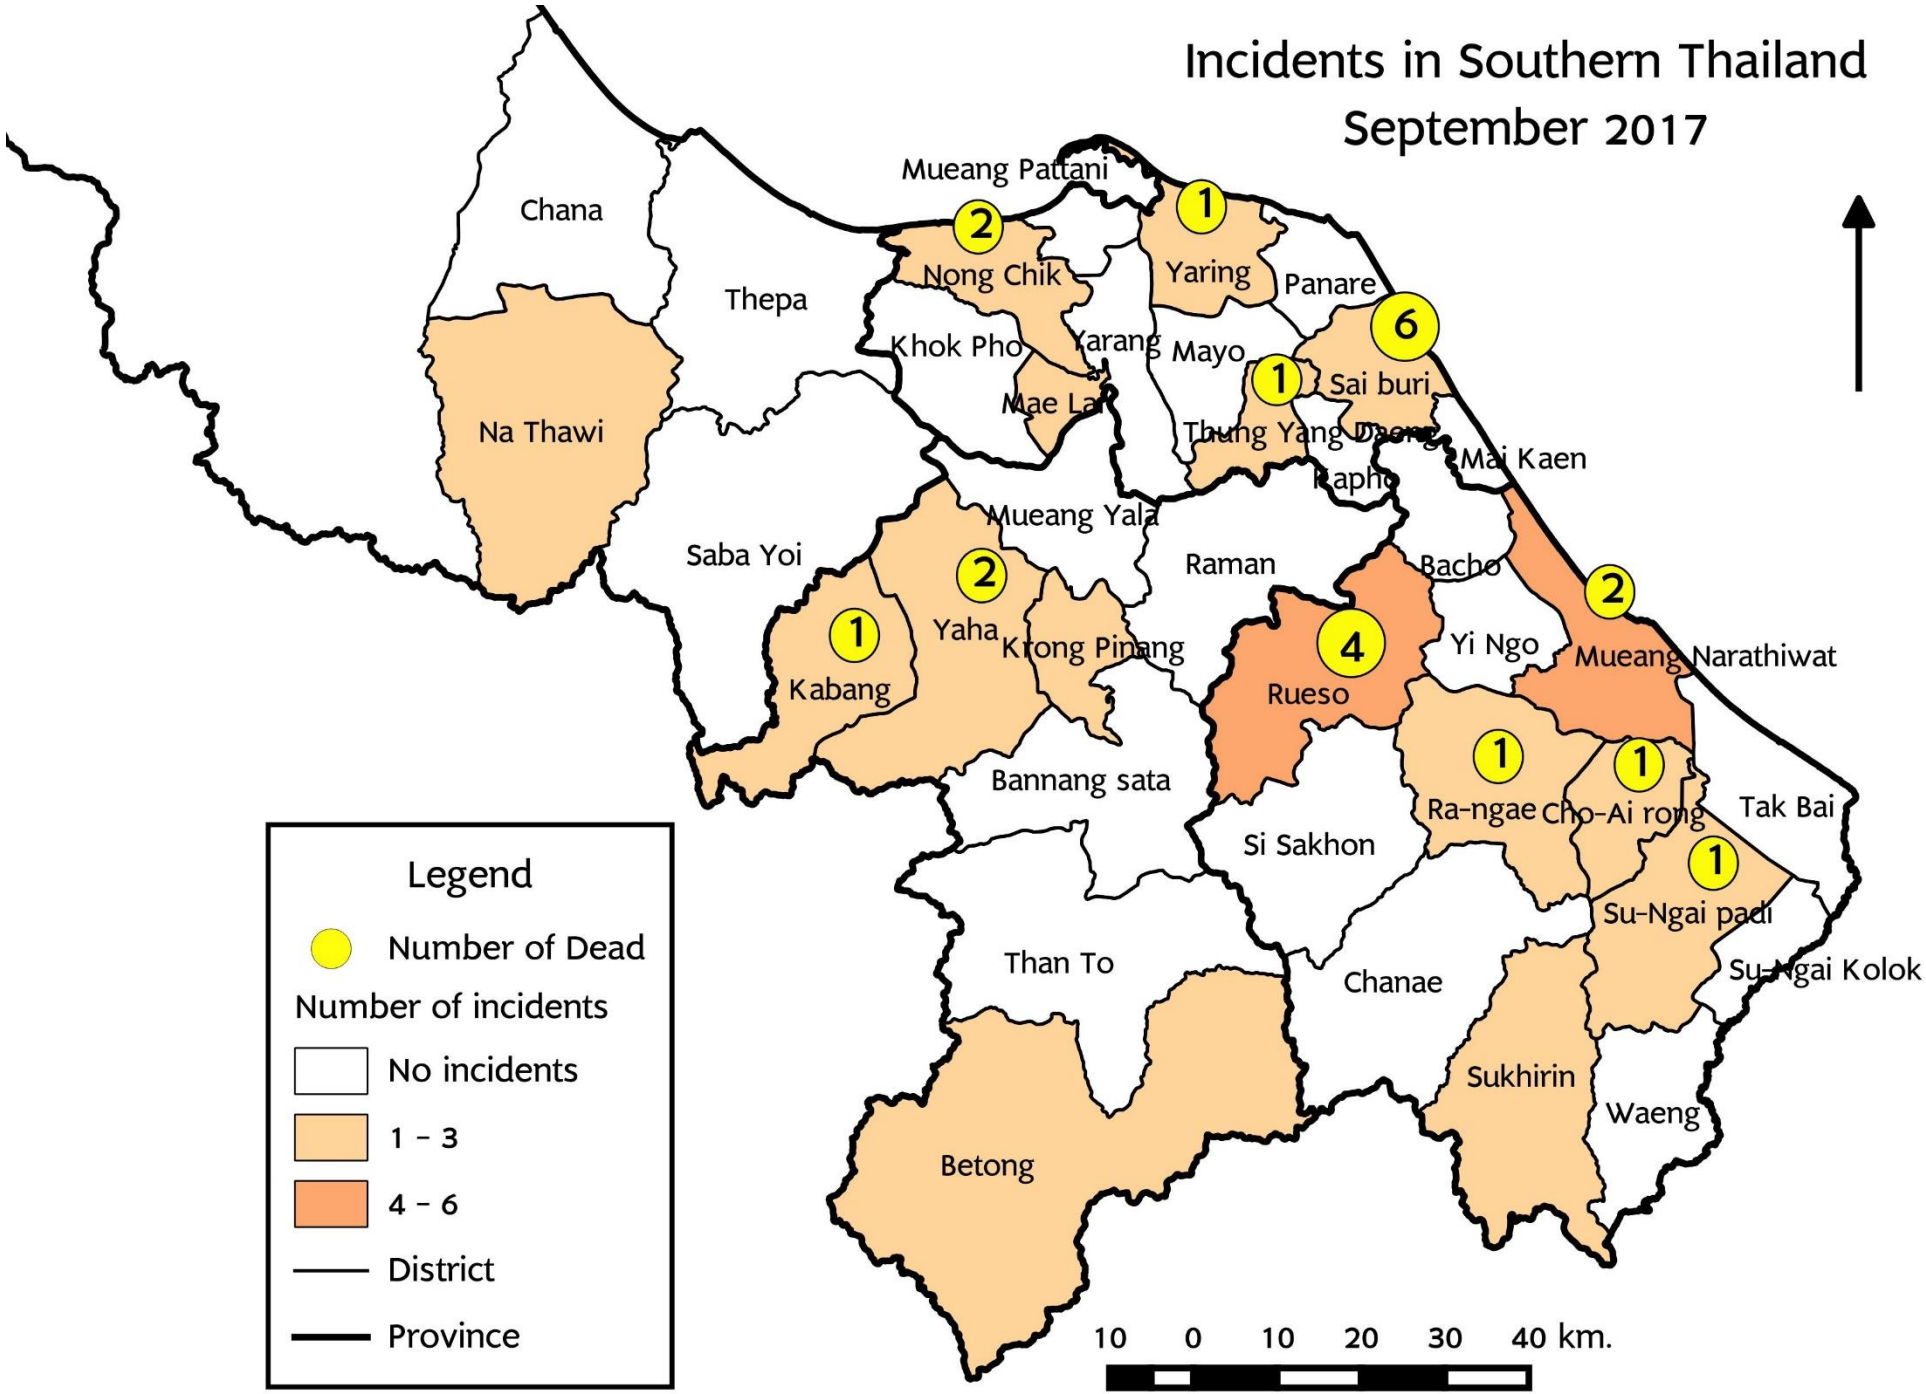 Incidents in Southern Thailand
September 2017
Mueang Pattani
1
Chana
2
Nong Chik
Yaring
Panare
Thepa
6
Khok Pho
Yarang
Mayo
1
Sai buri
Mae Lan
Na Thawi
Thung Yang Daeng
Mai Kaen
Kapho
Mueang Yala
Saba Yoi
Raman
Bacho
2
2
1
Yaha
Krong Pinang
4
Yi Ngo
Mueang Narathiwat
Kabang
Rueso
1
1
Bannang sata
Ra-ngae
Cho-Ai rong
Tak Bai
Si Sakhon
1
Su-Ngai padi
Than To
Chanae
Su-Ngai Kolok
Sukhirin
Waeng
Betong
Legend
Number of Dead
Number of incidents
No incidents
1 - 3
4 - 6
District
Province
10 0 10 20 30 40 km.